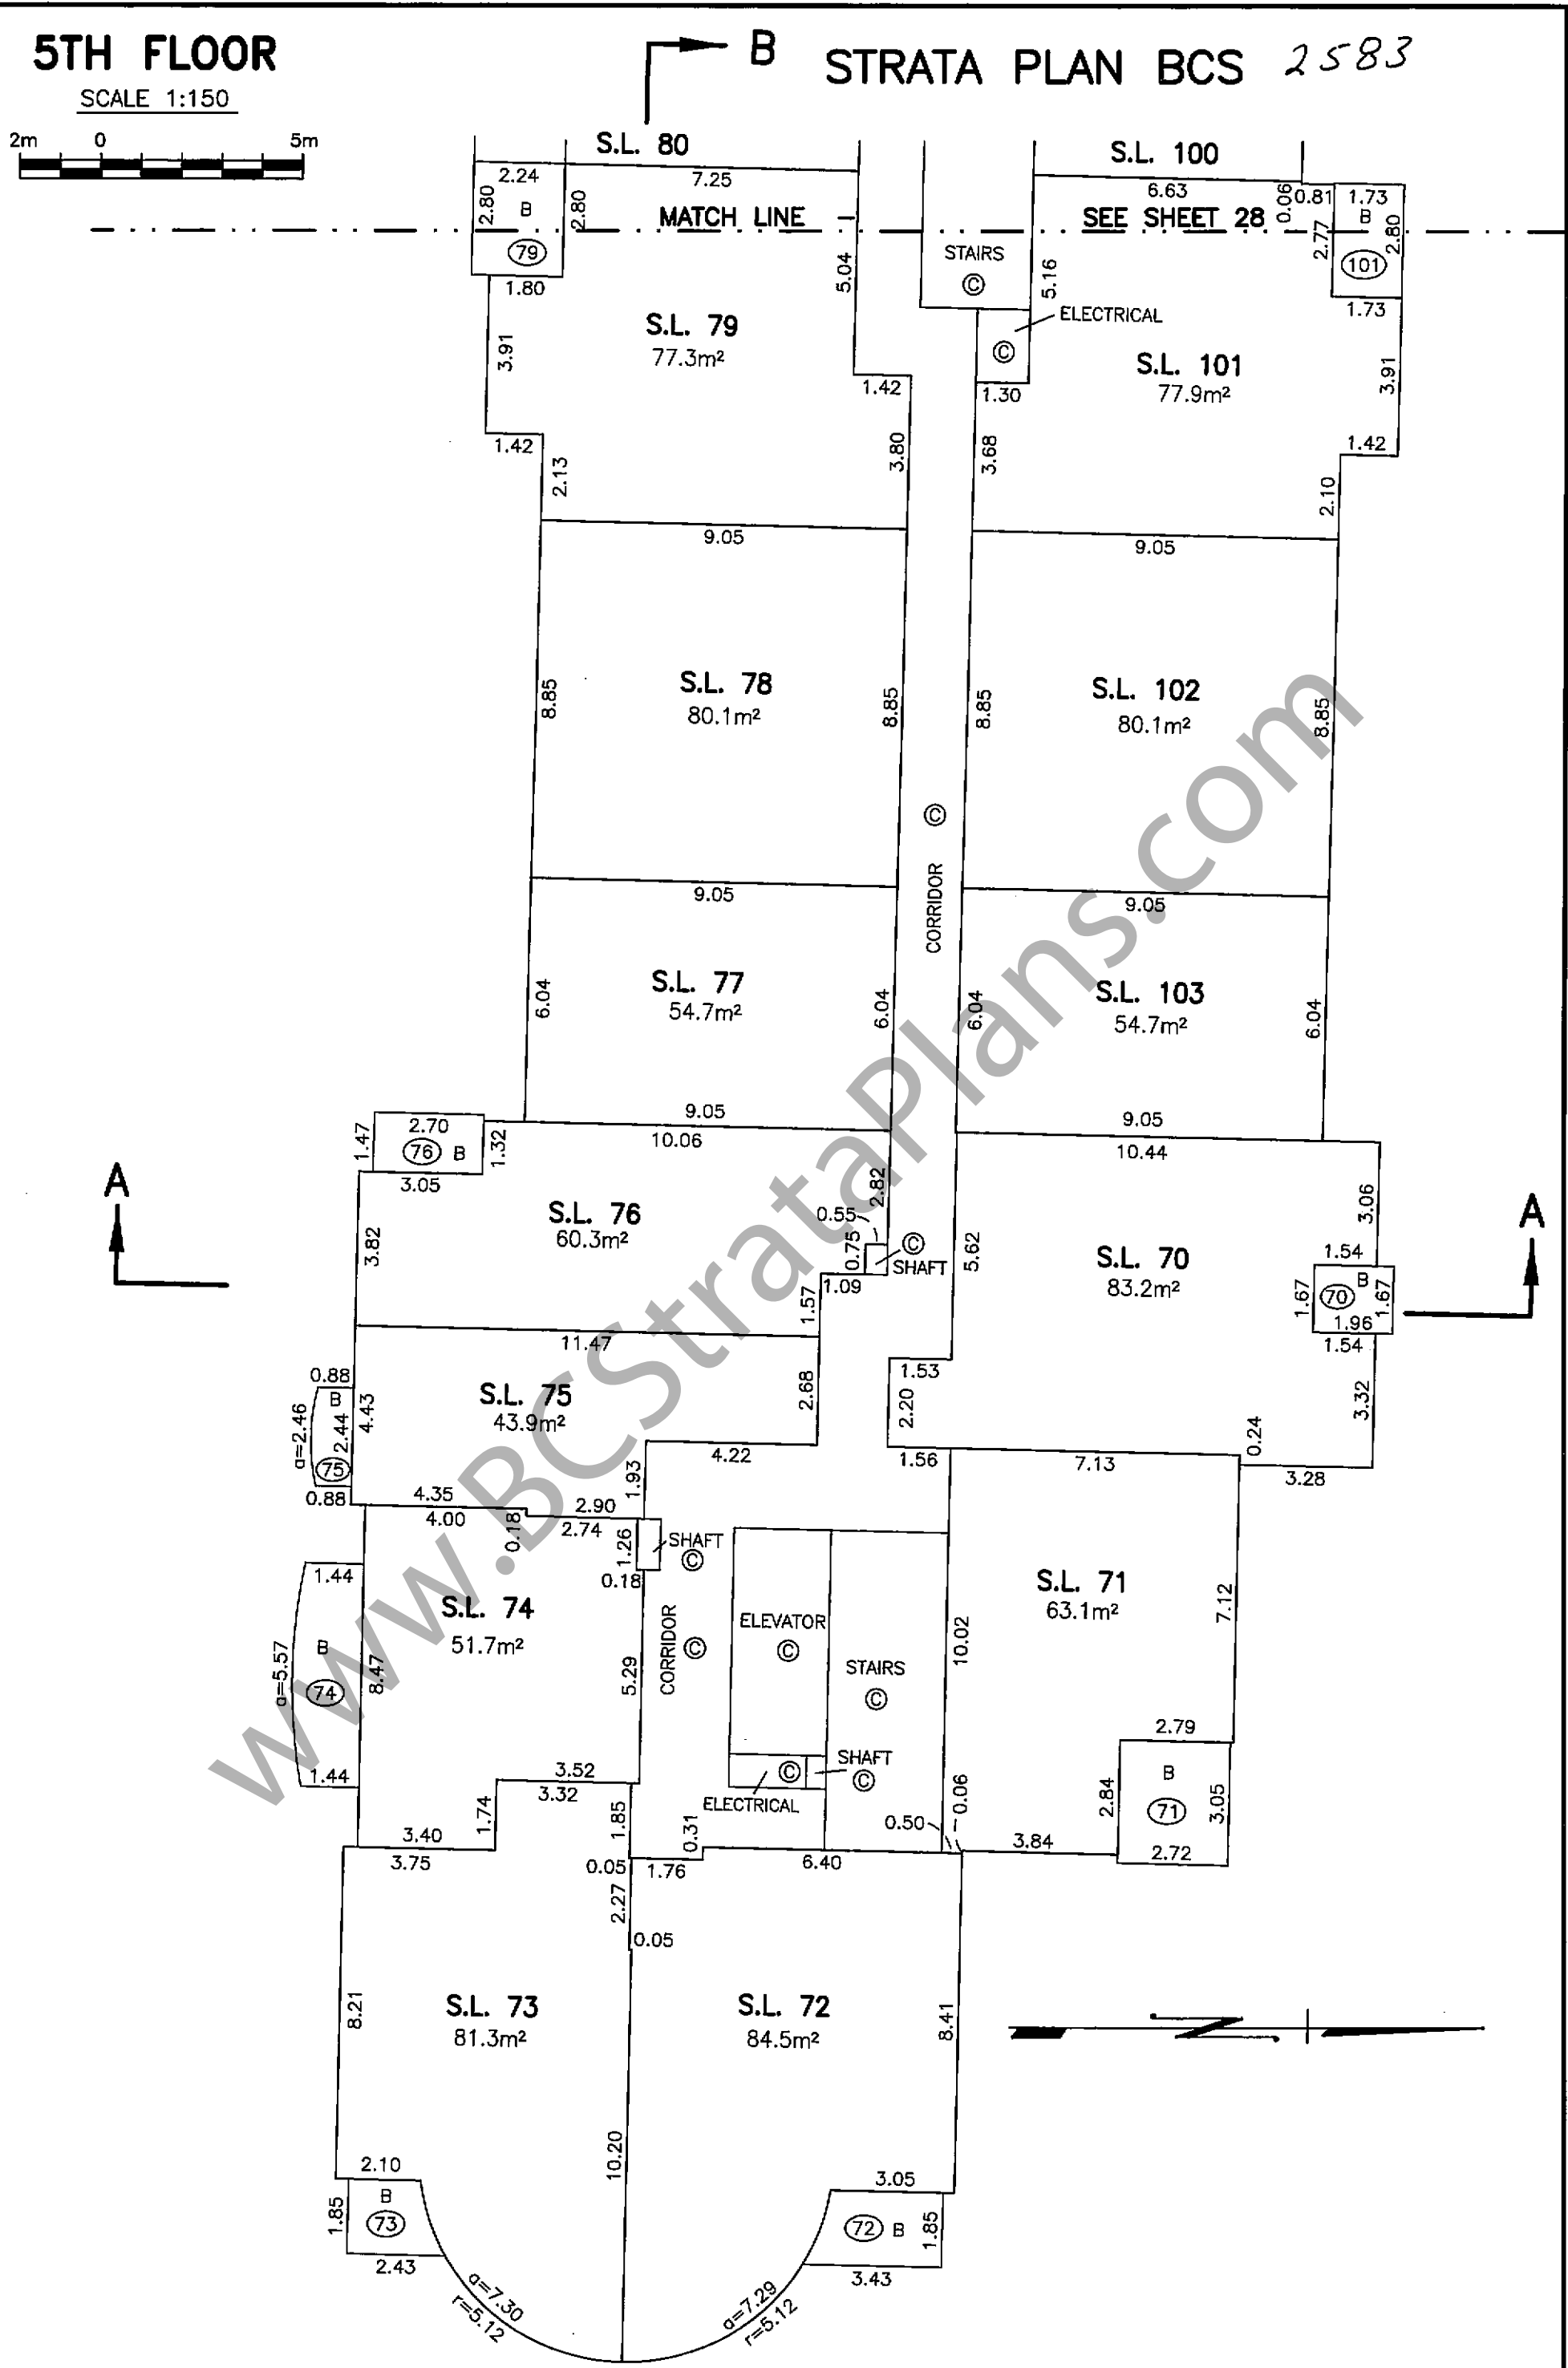 5TH FLOOR
SCALE 1:150
2m 0 5m
B
STRATA PLAN BCS 2583
S.L. 80
S.L. 100
2.24
7.25
6.63
0.06
0.81
1.73
2.80
B
2.80
MATCH LINE
SEE SHEET 28
2.77
B
2.80
79
101
1.80
5.04
STAIRS
©
5.16
1.73
3.91
S.L. 79
77.3m²
ELECTRICAL
©
S.L. 101
77.9m²
3.91
1.42
1.30
1.42
1.42
2.13
3.80
3.68
2.10
9.05
9.05
8.85
S.L. 78
80.1m²
8.85
8.85
S.L. 102
80.1m²
8.85
©
CORRIDOR
9.05
9.05
6.04
S.L. 77
54.7m²
6.04
6.04
S.L. 103
54.7m²
6.04
9.05
9.05
1.47
2.70
76 B
1.32
10.06
10.44
3.05
A
A
3.82
S.L. 76
60.3m²
2.82
0.55
0.75
©
SHAFT
1.09
1.57
5.62
S.L. 70
83.2m²
3.06
1.54
1.67
B
70
1.67
1.96
1.54
11.47
0.88
B
a=2.46
2.44
75
0.88
4.43
S.L. 75
43.9m²
2.68
1.53
2.20
3.32
4.22
1.56
7.13
0.24
3.28
1.93
4.35
2.90
4.00
0.18
2.74
1.26
SHAFT
©
0.18
1.44
B
a=5.57
74
1.44
8.47
S.L. 74
51.7m²
5.29
CORRIDOR
©
ELEVATOR
©
STAIRS
©
10.02
S.L. 71
63.1m²
7.12
2.79
B
2.84
71
3.05
2.72
3.52
3.32
1.74
1.85
©
SHAFT
©
ELECTRICAL
0.31
0.50
0.06
3.84
3.40
3.75
0.05
1.76
6.40
2.27
0.05
8.21
S.L. 73
81.3m²
S.L. 72
84.5m²
8.41
10.20
2.10
3.05
B
1.85
73
2.43
72 B
1.85
3.43
a=7.30
r=5.12
a=7.29
r=5.12
www.BCStrataPlans.com